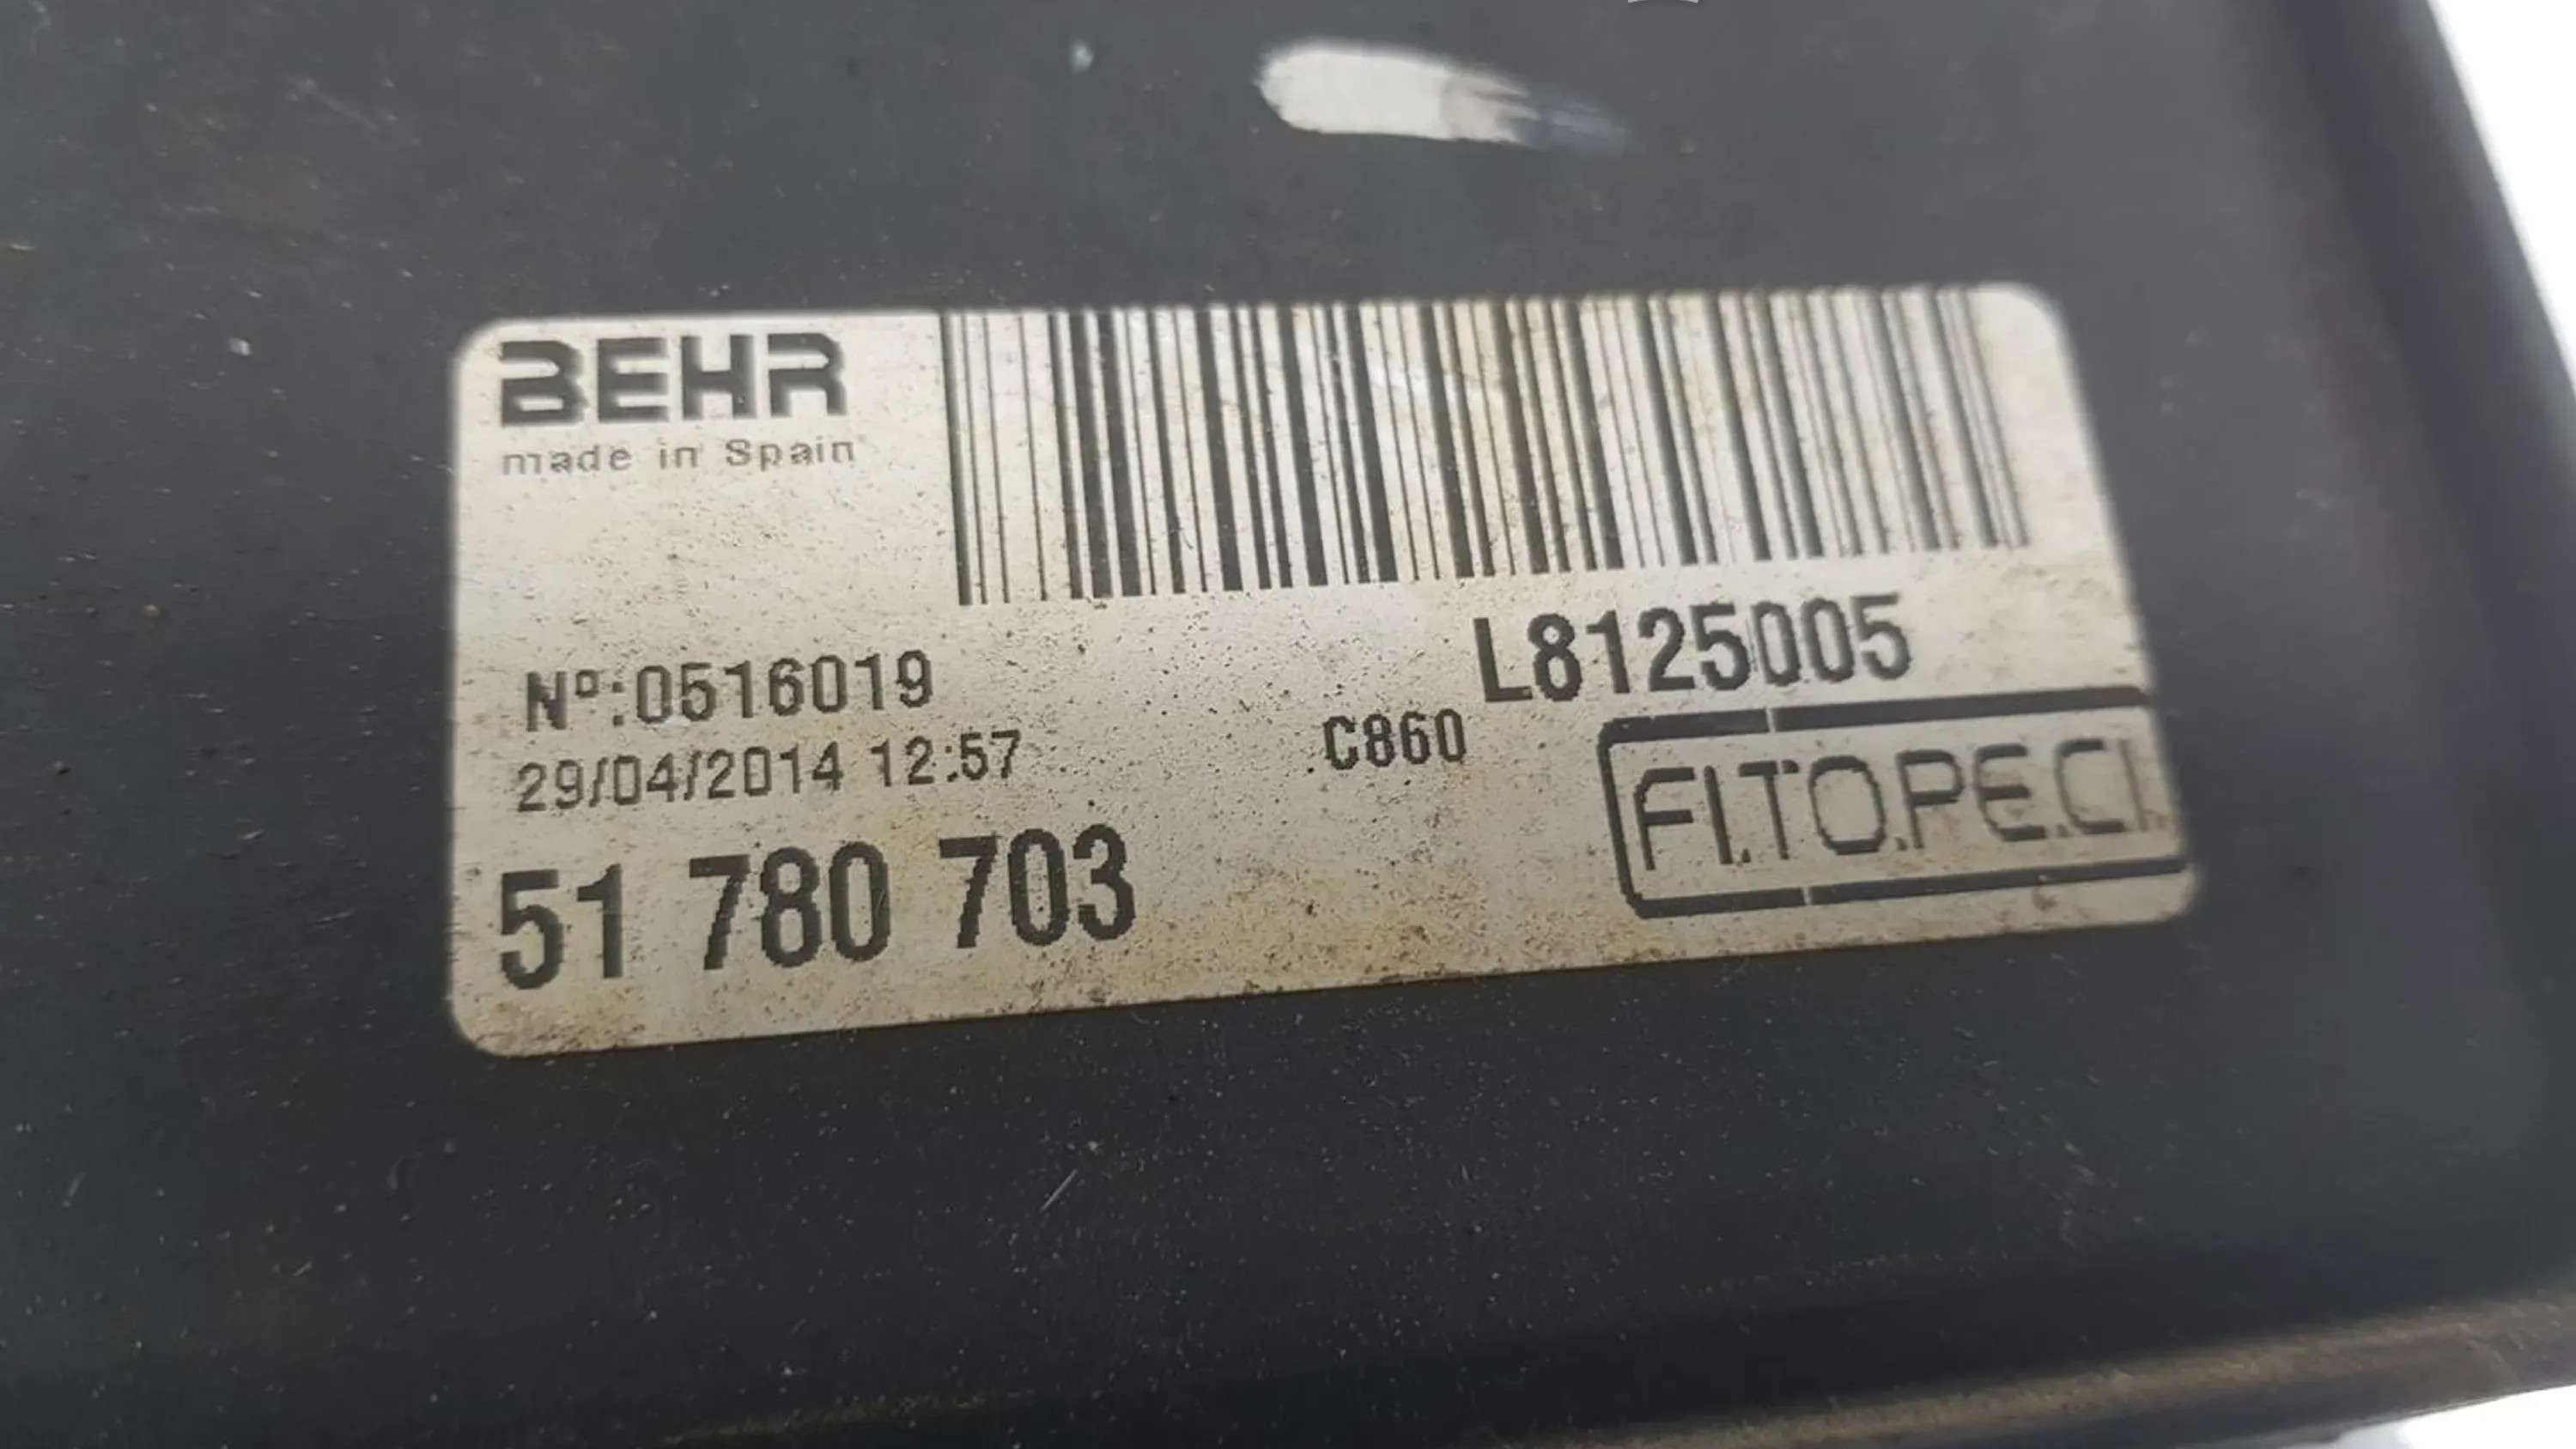 BEHR
made in Spain
L8125005
Nº:0516019
C860
29/04/2014 12:57
FI.TO.PE.CI.
51 780 703